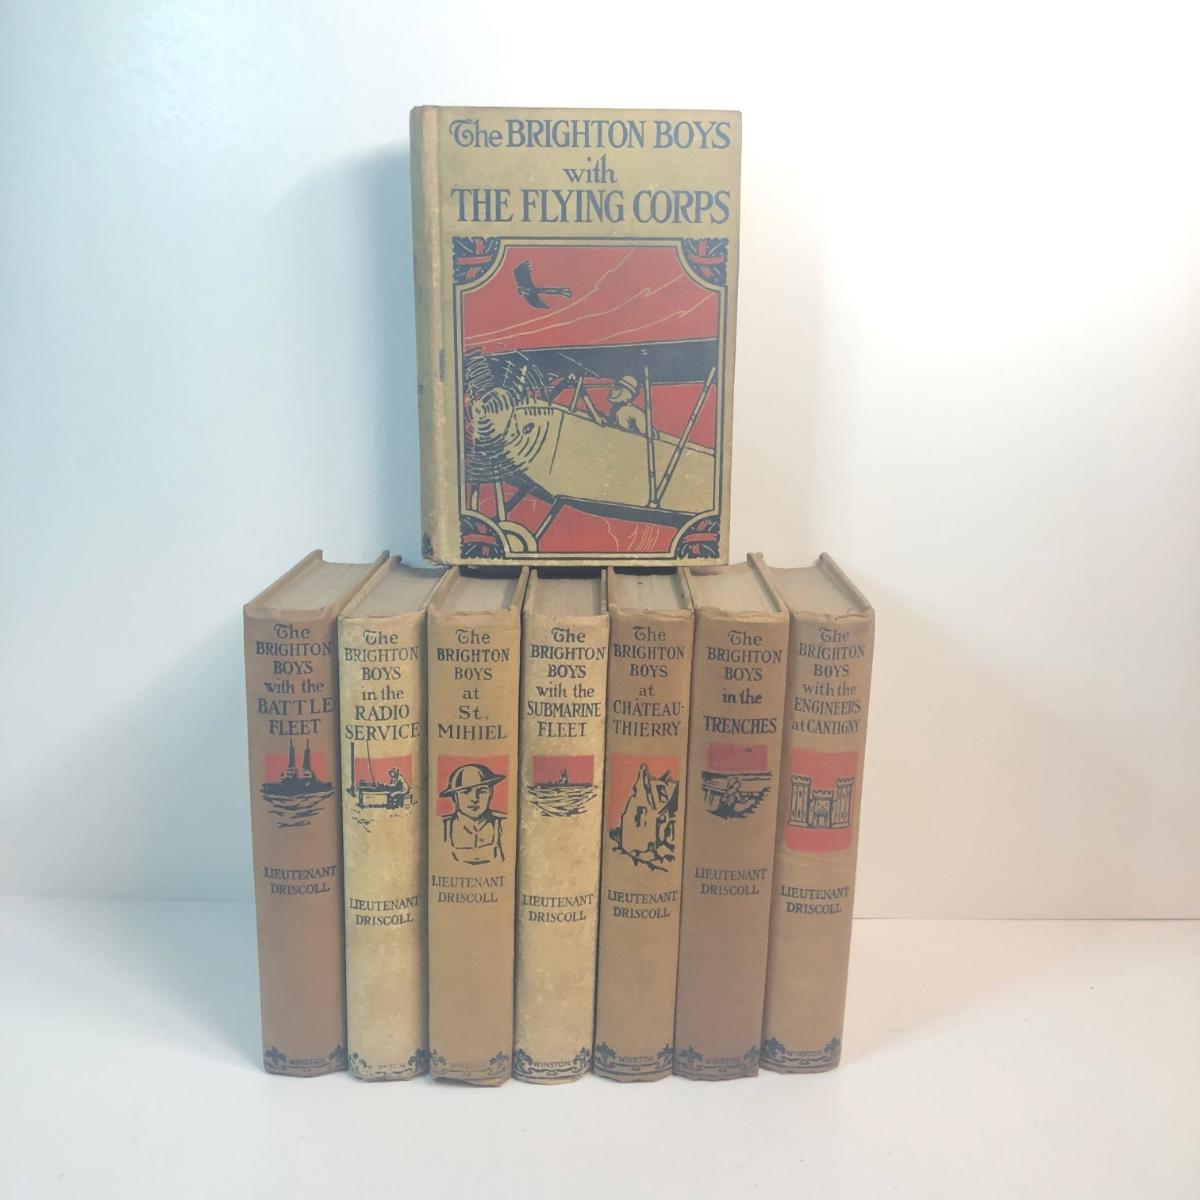 The BRIGHTON BOYS
with
THE FLYING CORPS
The
BRIGHTON
BOYS
with the
BATTLE
FLEET
LIEUTENANT
DRISCOLL
WINSTON
The
BRIGHTON
BOYS
in the
RADIO
SERVICE
LIEUTENANT
DRISCOLL
The
BRIGHTON
BOYS
at
St.
MIHIEL
LIEUTENANT
DRISCOLL
WINSTON
The
BRIGHTON
BOYS
with the
SUBMARINE
FLEET
LIEUTENANT
DRISCOLL
WINSTON
The
BRIGHTON
BOYS
at
CHÂTEAU-
THIERRY
LIEUTENANT
DRISCOLL
WINSTON
The
BRIGHTON
BOYS
in the
TRENCHES
LIEUTENANT
DRISCOLL
WINSTON
The
BRIGHTON
BOYS
with the
ENGINEERS
at CANTIGNY
LIEUTENANT
DRISCOLL
WINSTON